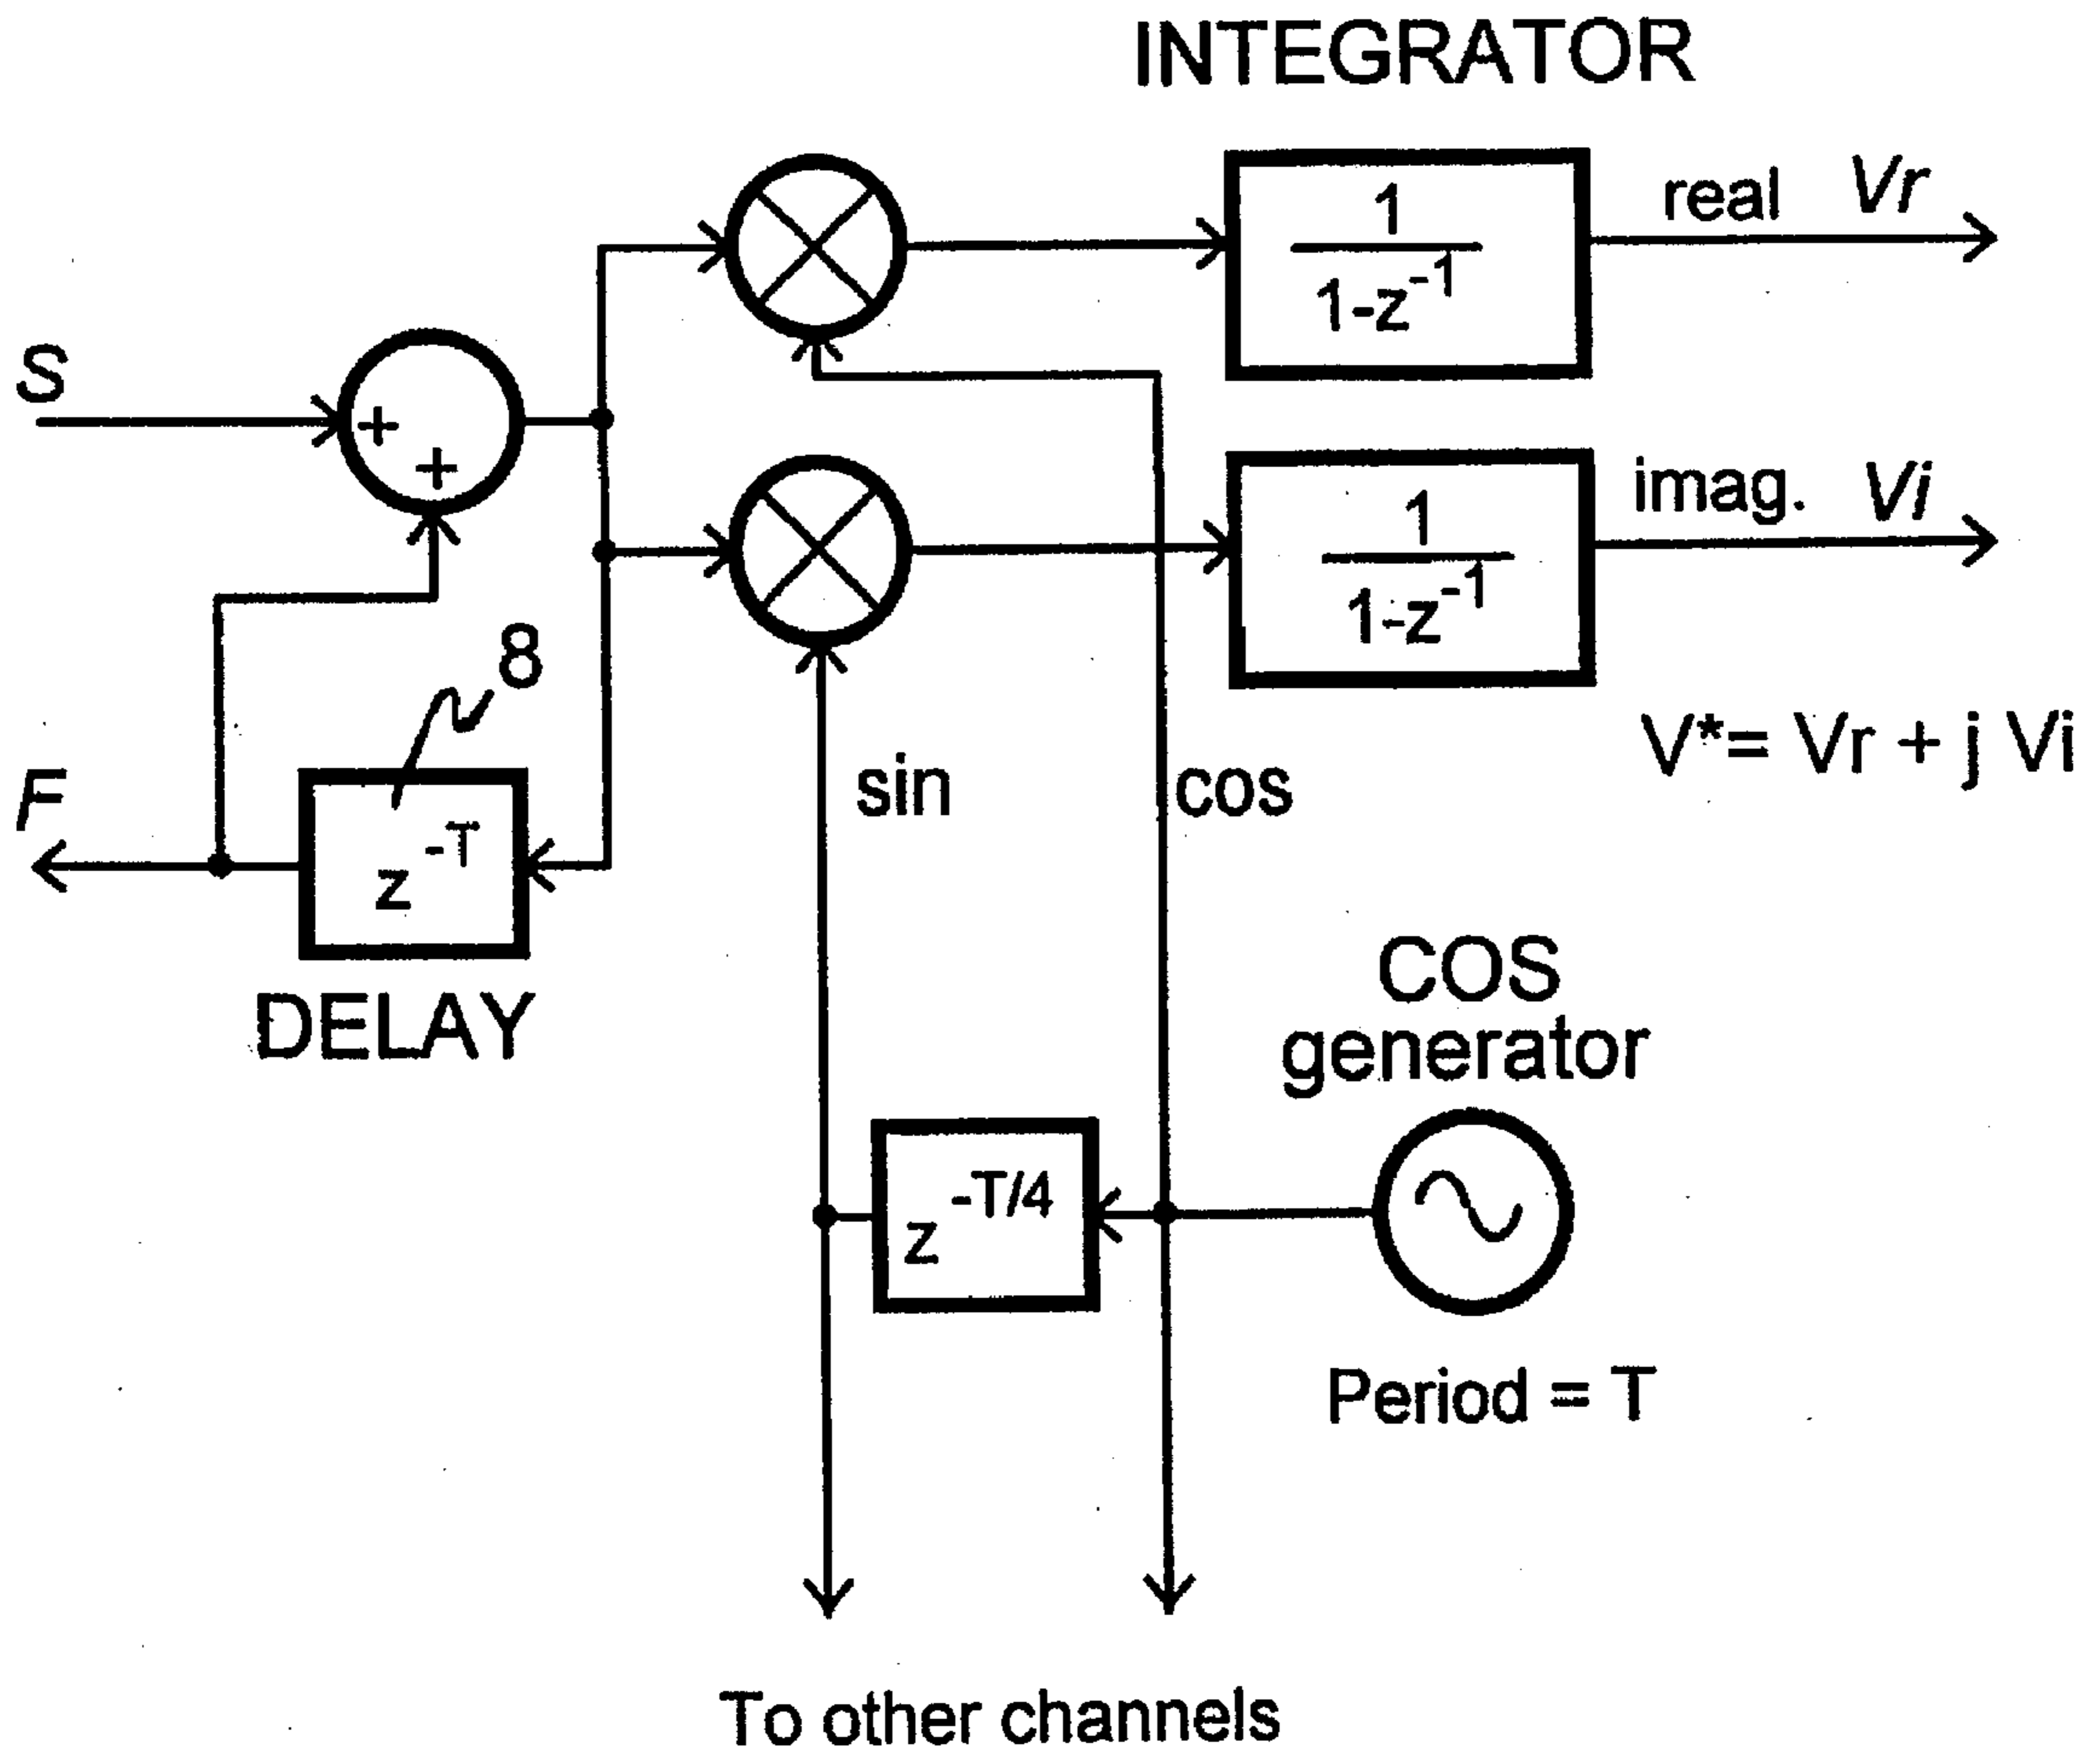 INTEGRATOR
1
1-z-1
real Vr
S
+
+
1
1-z-1
imag. Vi
8
V*= Vr + j Vi
F
z-T
sin
cos
DELAY
COS
generator
z-T/4
Period = T
To other channels